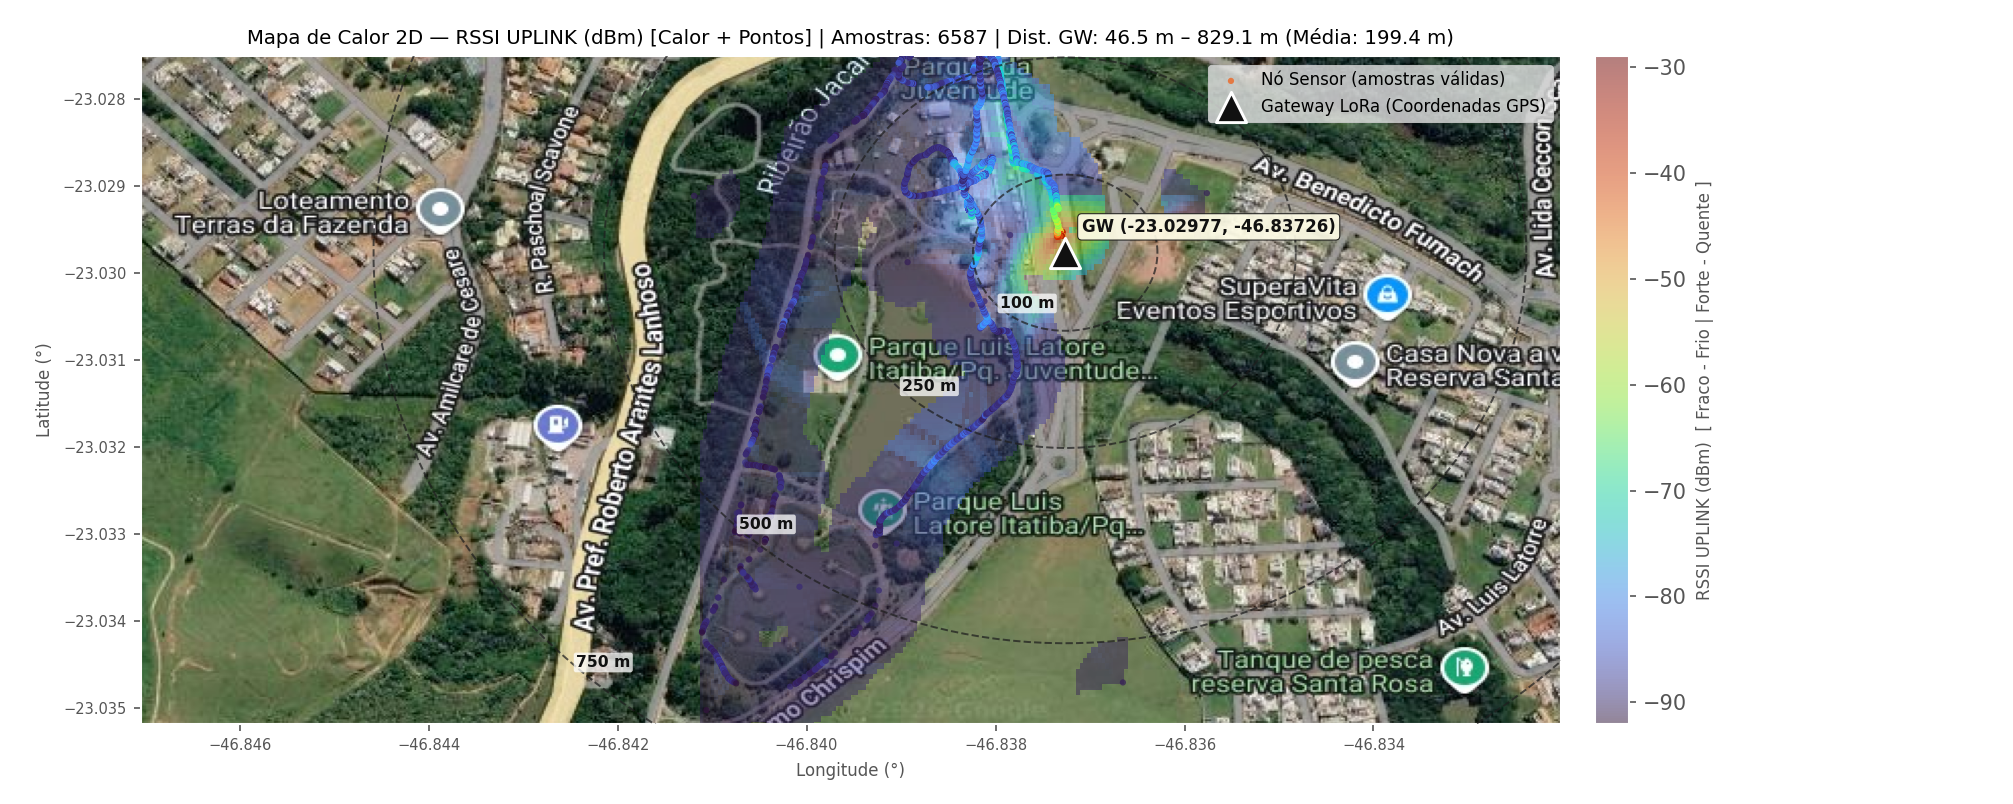 Mapa de Calor 2D — RSSI UPLINK (dBm) [Calor + Pontos] | Amostras: 6587 | Dist. GW: 46.5 m – 829.1 m (Média: 199.4 m)
Nó Sensor (amostras válidas)
Gateway LoRa (Coordenadas GPS)
Parque da
Juventude
Ribeirão Jacar
Loteamento
Terras da Fazenda
R. Paschoal Scavone
Av. Amilcare de Cesare
Av. Pref. Roberto Arantes Lanhoso
GW (-23.02977, -46.83726)
Av. Benedicto Fumach
Av. Lida Ceccon
SuperaVita
Eventos Esportivos
Casa Nova a v
Reserva Santa
100 m
Parque Luis Latore
Itatiba/Pq. Juventude...
250 m
Parque Luis
Latore Itatiba/Pq...
500 m
750 m
mo Chrispim
Av. Luis Latorre
Tanque de pesca
reserva Santa Rosa
Latitude (°)
−23.028
−23.029
−23.030
−23.031
−23.032
−23.033
−23.034
−23.035
−46.846
−46.844
−46.842
−46.840
−46.838
−46.836
−46.834
Longitude (°)
−30
−40
−50
−60
−70
−80
−90
RSSI UPLINK (dBm) [ Fraco - Frio | Forte - Quente ]